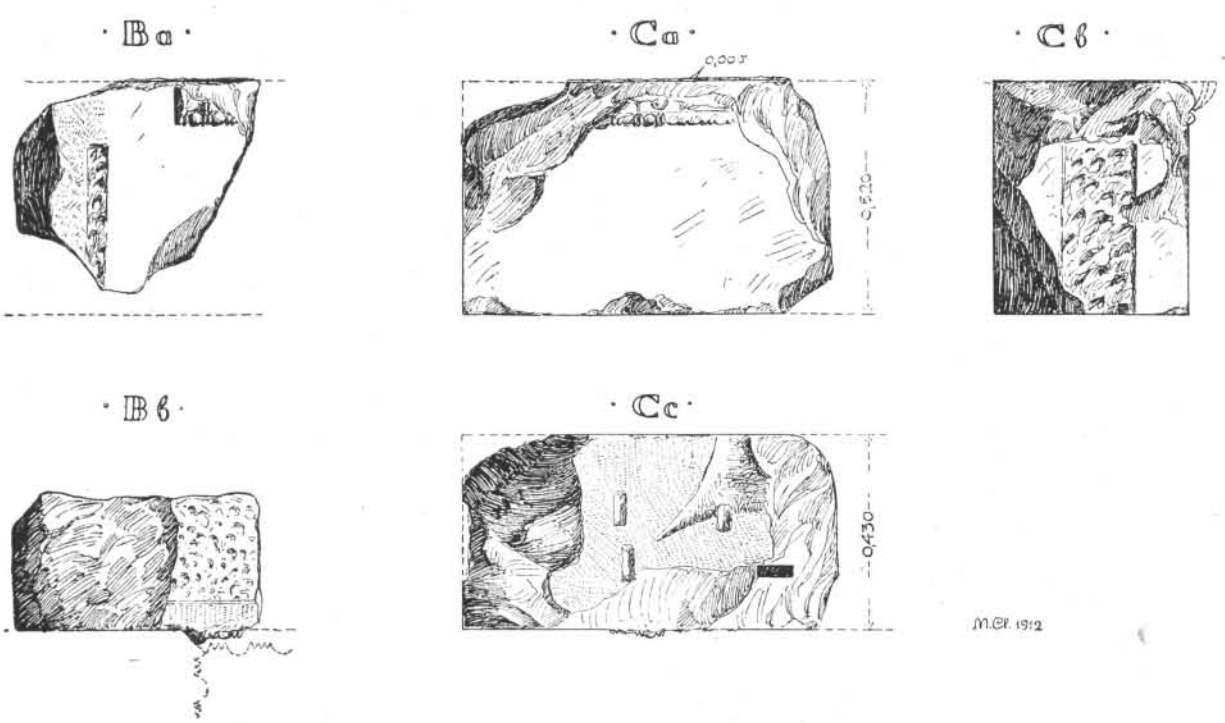 · Ba ·
· Ca ·
· Cb ·
0,005
0,520
· Bb ·
· Cc ·
0,430
M.Cl. 1912